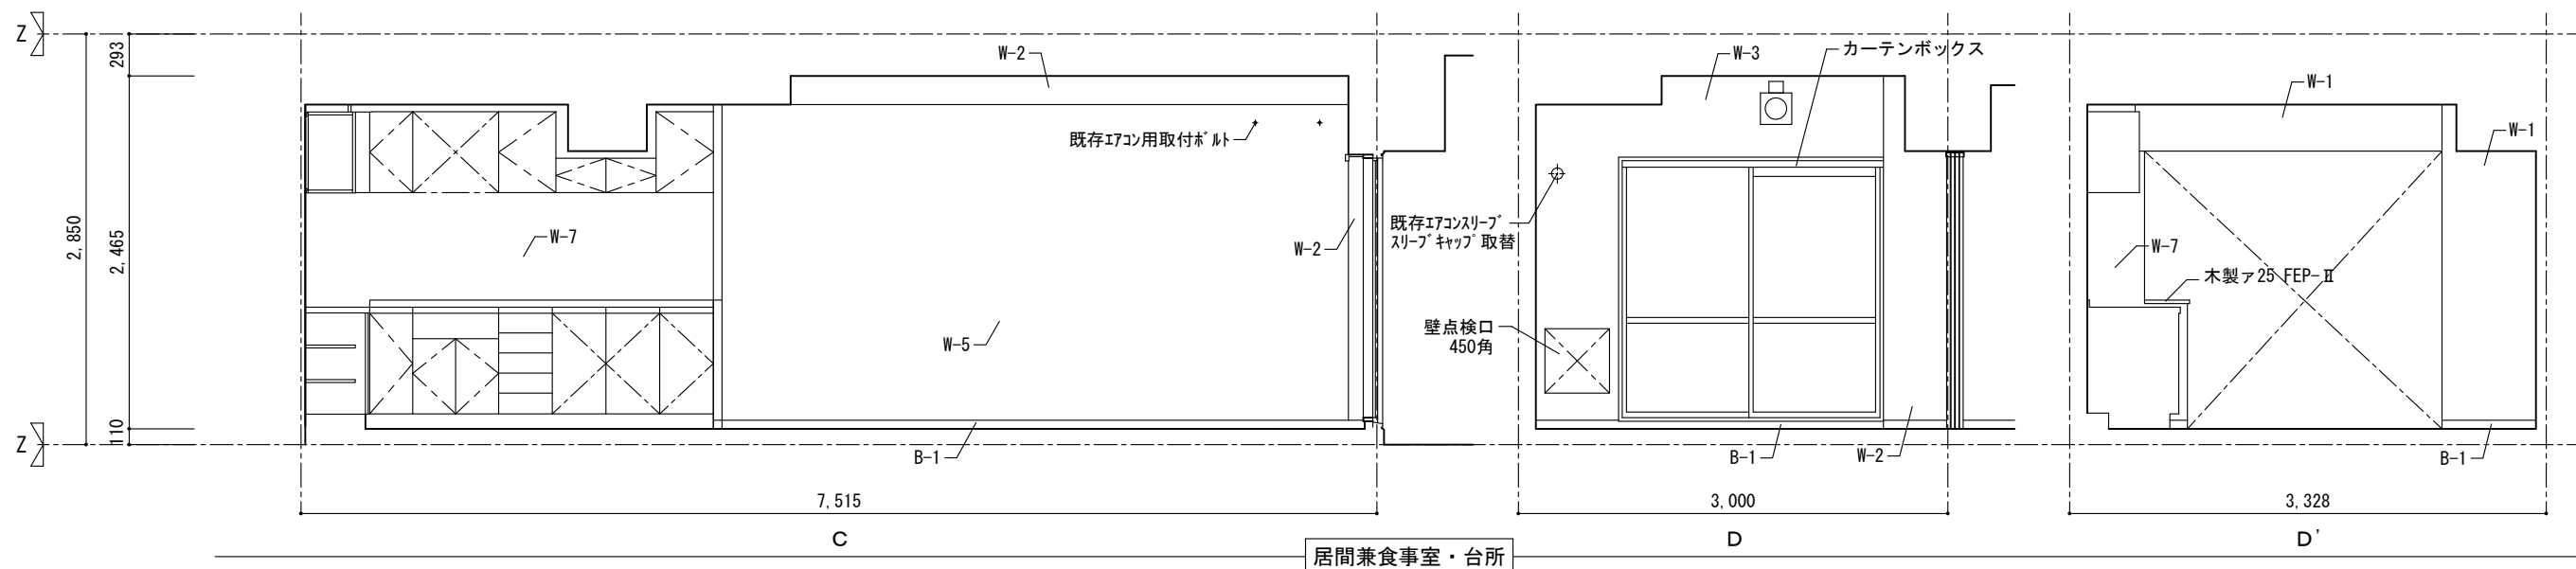 Z
293
2,850
2,465
110
Z
W-2
既存エアコン用取付ボルト
W-7
W-2
W-5
B-1
7,515
C
W-3
カーテンボックス
既存エアコンスリーブ
スリーブキャップ取替
壁点検口
450角
B-1
W-2
3,000
D
W-1
W-1
W-7
木製ァ25 FEP-Ⅱ
B-1
3,328
D'
居間兼食事室・台所